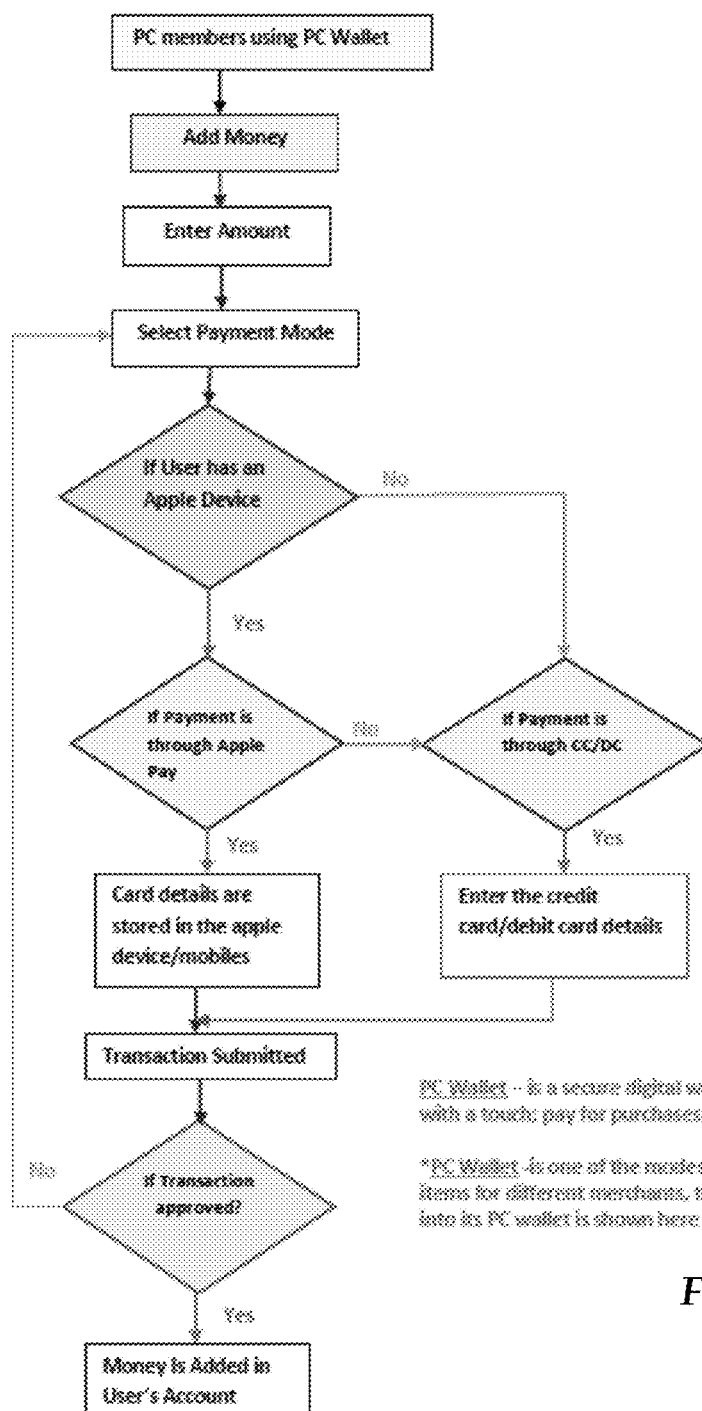 PC members using PC Wallet
Add Money
Enter Amount
Select Payment Mode
If User has an
Apple Device
No
Yes
If Payment is
through Apple
Pay
No
If Payment is
through CC/DC
Yes
Yes
Card details are
stored in the apple
device/mobiles
Enter the credit
card/debit card details
Transaction Submitted
PC Wallet - is a secure digital
with a touch; pay for purchases
*PC Wallet -is one of the modes
items for different merchants,
into its PC wallet is shown here
No
If Transaction
approved?
F
Yes
Money Is Added in
User's Account